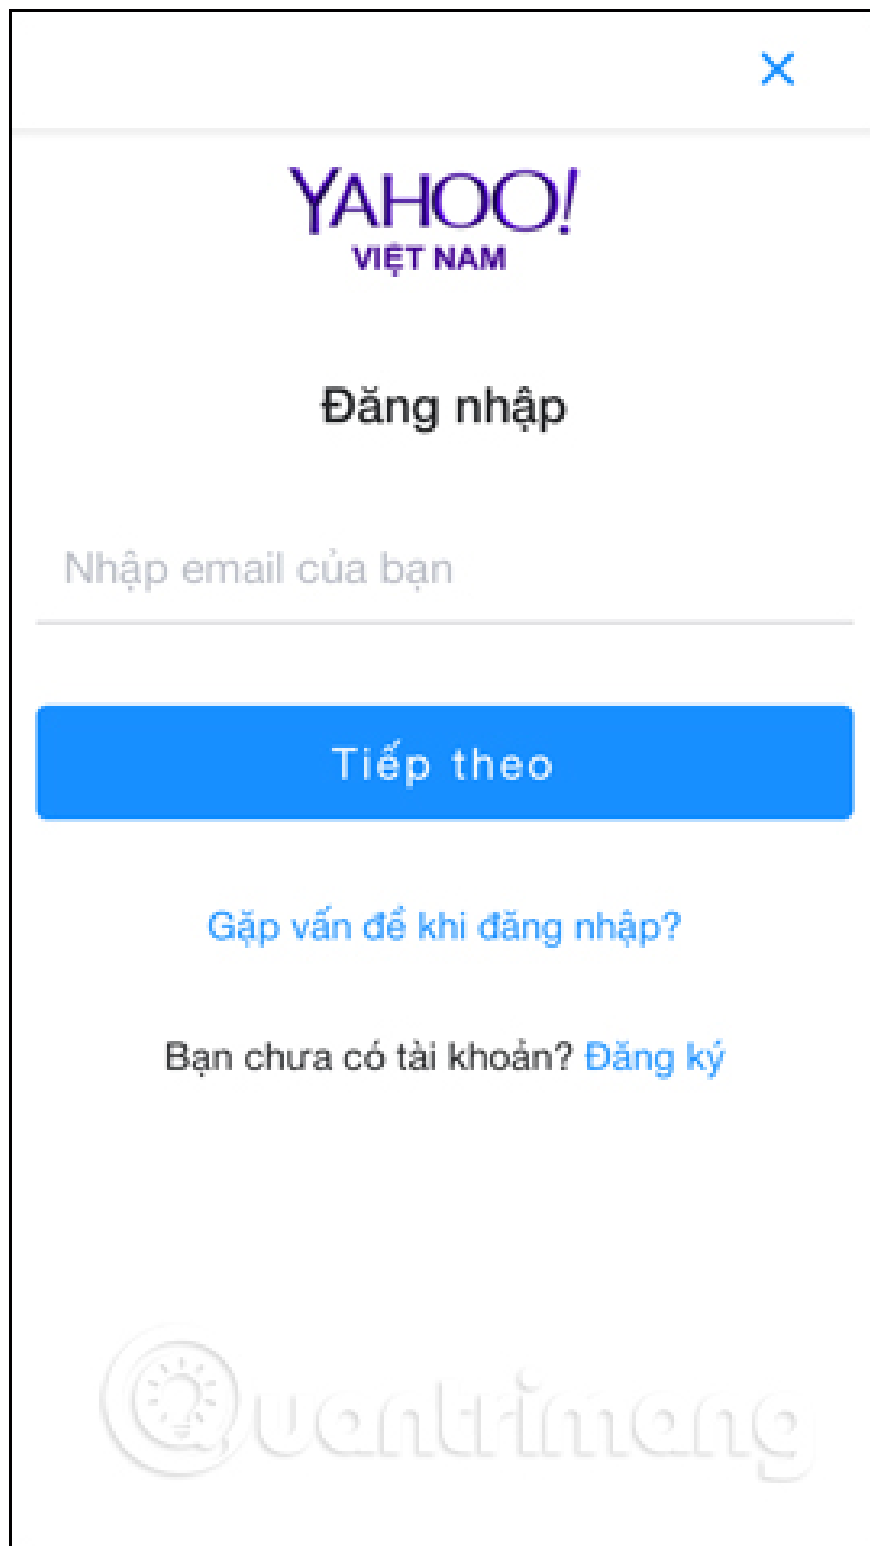 YAHOO!
VIỆT NAM
Đăng nhập
Nhập email của bạn
Tiếp theo
Gặp vấn đề khi đăng nhập?
Bạn chưa có tài khoản? Đăng ký
Quantrimang